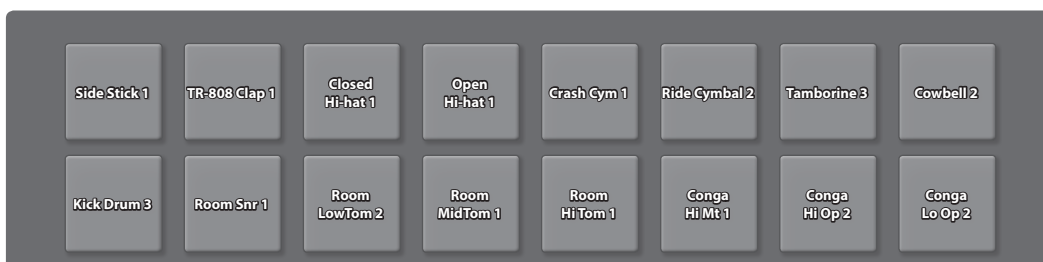 Side Stick 1
TR-808 Clap 1
Closed
Hi-hat 1
Open
Hi-hat 1
Crash Cym 1
Ride Cymbal 2
Tamborine 3
Cowbell 2
Kick Drum 3
Room Snr 1
Room
LowTom 2
Room
MidTom 1
Room
Hi Tom 1
Conga
Hi Mt 1
Conga
Hi Op 2
Conga
Lo Op 2